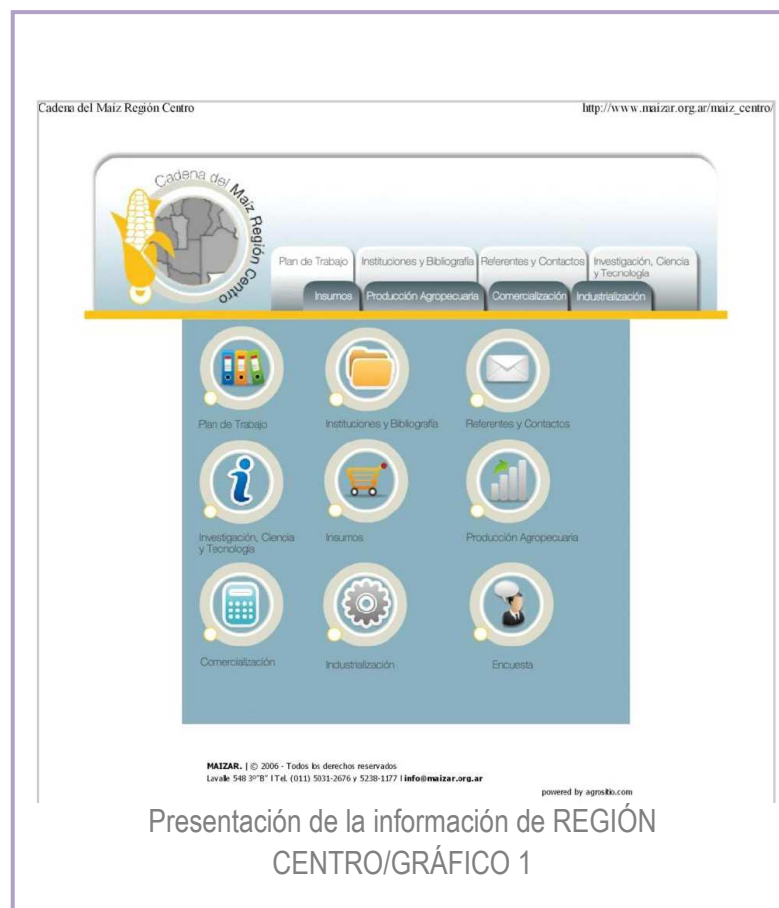 Cadena del Maíz Región Centro http://www.maizar.org.ar/maiz_centro/
Cadena del Maíz Región Centro
Plan de Trabajo Instituciones y Bibliografía Referentes y Contactos Investigación, Ciencia
y Tecnología
Insumos Producción Agropecuaria Comercialización Industrialización
Plan de Trabajo Instituciones y Bibliografía Referentes y Contactos
Investigación, Ciencia Insumos Producción Agropecuaria
y Tecnología
Comercialización Industrialización Encuesta
MAIZAR. | © 2006 - Todos los derechos reservados
Lavalle 548 3º"B" | Tel. (011) 5031-2676 y 5238-1177 | info@maizar.org.ar
powered by agrositio.com
Presentación de la información de REGIÓN
CENTRO/GRÁFICO 1